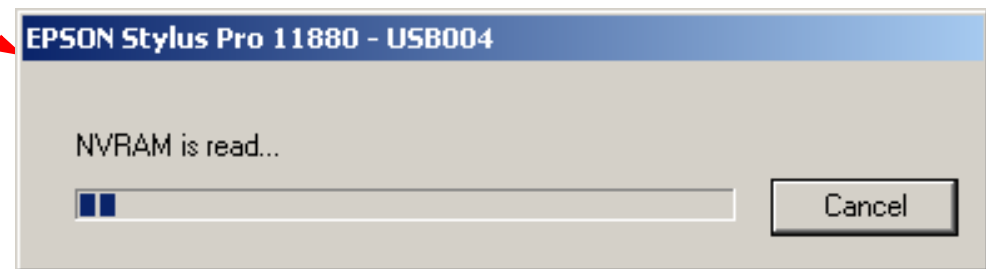 EPSON Stylus Pro 11880 - USB004
NVRAM is read...
Cancel